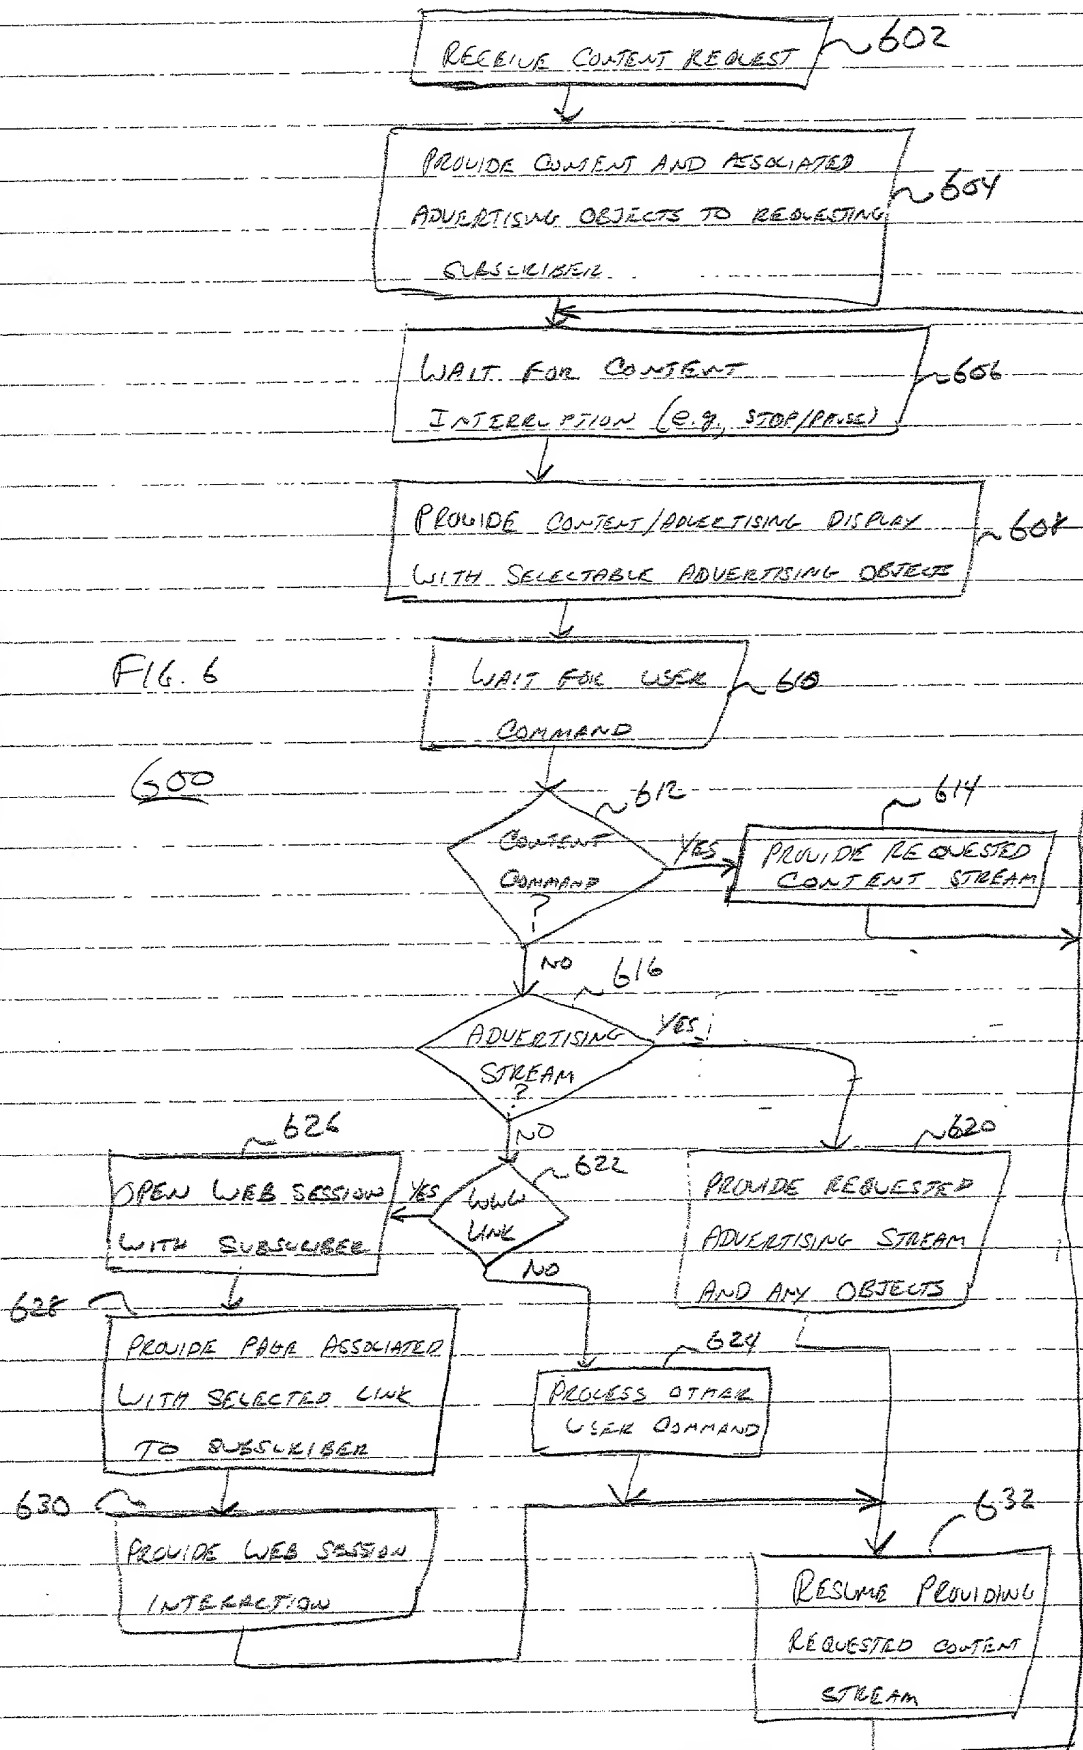 RECEIVE CONTENT REQUEST
602
PROVIDE CONTENT AND ASSOCIATED
ADVERTISING OBJECTS TO REQUESTING
SUBSCRIBER
604
WAIT FOR CONTENT
INTERRUPTION (e.g., STOP/PAUSE)
606
PROVIDE CONTENT/ADVERTISING DISPLAY
WITH SELECTABLE ADVERTISING OBJECTS
608
FIG. 6
WAIT FOR USER
COMMAND
610
600
612
CONTENT
COMMAND
?
YES
614
PROVIDE REQUESTED
CONTENT STREAM
NO
616
ADVERTISING
STREAM
?
YES
NO
620
PROVIDE REQUESTED
ADVERTISING STREAM
AND ANY OBJECTS
622
WWW
LINK
YES
NO
626
OPEN WEB SESSION
WITH SUBSCRIBER
628
PROVIDE PAGE ASSOCIATED
WITH SELECTED LINK
TO SUBSCRIBER
624
PROCESS OTHER
USER COMMAND
630
PROVIDE WEB SESSION
INTERACTION
632
RESUME PROVIDING
REQUESTED CONTENT
STREAM